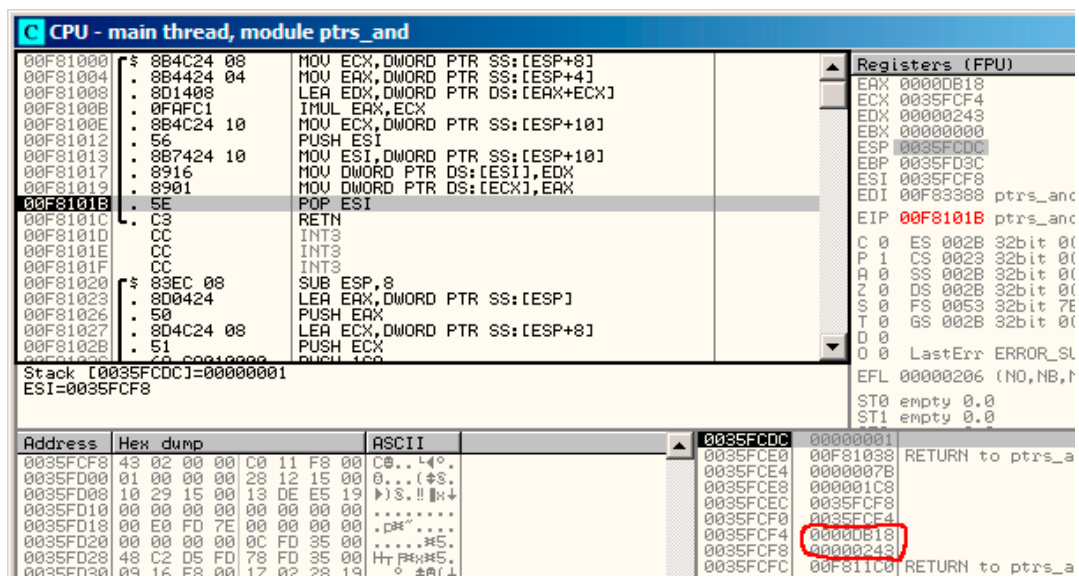 C CPU - main thread, module ptrs_and
00F81000 $ 8B4C24 08 MOV ECX,DWORD PTR SS:[ESP+8]
00F81004 . 8B4424 04 MOV EAX,DWORD PTR SS:[ESP+4]
00F81008 . 8D1408 LEA EDX,DWORD PTR DS:[EAX+ECX]
00F8100B . 0FAFC1 IMUL EAX,ECX
00F8100E . 8B4C24 10 MOV ECX,DWORD PTR SS:[ESP+10]
00F81012 . 56 PUSH ESI
00F81013 . 8B7424 10 MOV ESI,DWORD PTR SS:[ESP+10]
00F81017 . 8916 MOV DWORD PTR DS:[ESI],EDX
00F81019 . 8901 MOV DWORD PTR DS:[ECX],EAX
00F8101B . 5E POP ESI
00F8101C . C3 RETN
00F8101D CC INT3
00F8101E CC INT3
00F8101F CC INT3
00F81020 $ 83EC 08 SUB ESP,8
00F81023 . 8D0424 LEA EAX,DWORD PTR SS:[ESP]
00F81026 . 50 PUSH EAX
00F81027 . 8D4C24 08 LEA ECX,DWORD PTR SS:[ESP+8]
00F8102B . 51 PUSH ECX
Stack [0035FCDC]=00000001
ESI=0035FCF8
Registers (FPU)
EAX 0000DB18
ECX 0035FCF4
EDX 00000243
EBX 00000000
ESP 0035FCDC
EBP 0035FD3C
ESI 0035FCF8
EDI 00F83388 ptrs_and
EIP 00F8101B ptrs_and
C 0 ES 002B 32bit
P 1 CS 0023 32bit
A 0 SS 002B 32bit
Z 0 DS 002B 32bit
S 0 FS 0053 32bit
T 0 GS 002B 32bit
D 0
O 0 LastErr ERROR_SU
EFL 00000206 (NO,NB,
ST0 empty 0.0
ST1 empty 0.0
Address Hex dump ASCII
0035FCF8 43 02 00 00 C0 11 F8 00
0035FD00 01 00 00 00 28 12 15 00
0035FD08 10 29 15 00 13 DE E5 19
0035FD10 00 00 00 00 00 00 00 00 ........
0035FD18 00 E0 FD 7E 00 00 00 00
0035FD20 00 00 00 00 0C FD 35 00
0035FD28 48 C2 D5 FD 78 FD 35 00
0035FD30 09 16 F8 00 17 02 28 19
0035FCDC 00000001
0035FCE0 00F81038 RETURN to ptrs_a
0035FCE4 0000007B
0035FCE8 000001C8
0035FCEC 0035FCF8
0035FCF0 0035FCF4
0035FCF4 0000DB18
0035FCF8 00000243
0035FCFC 00F811C0 RETURN to ptrs_a